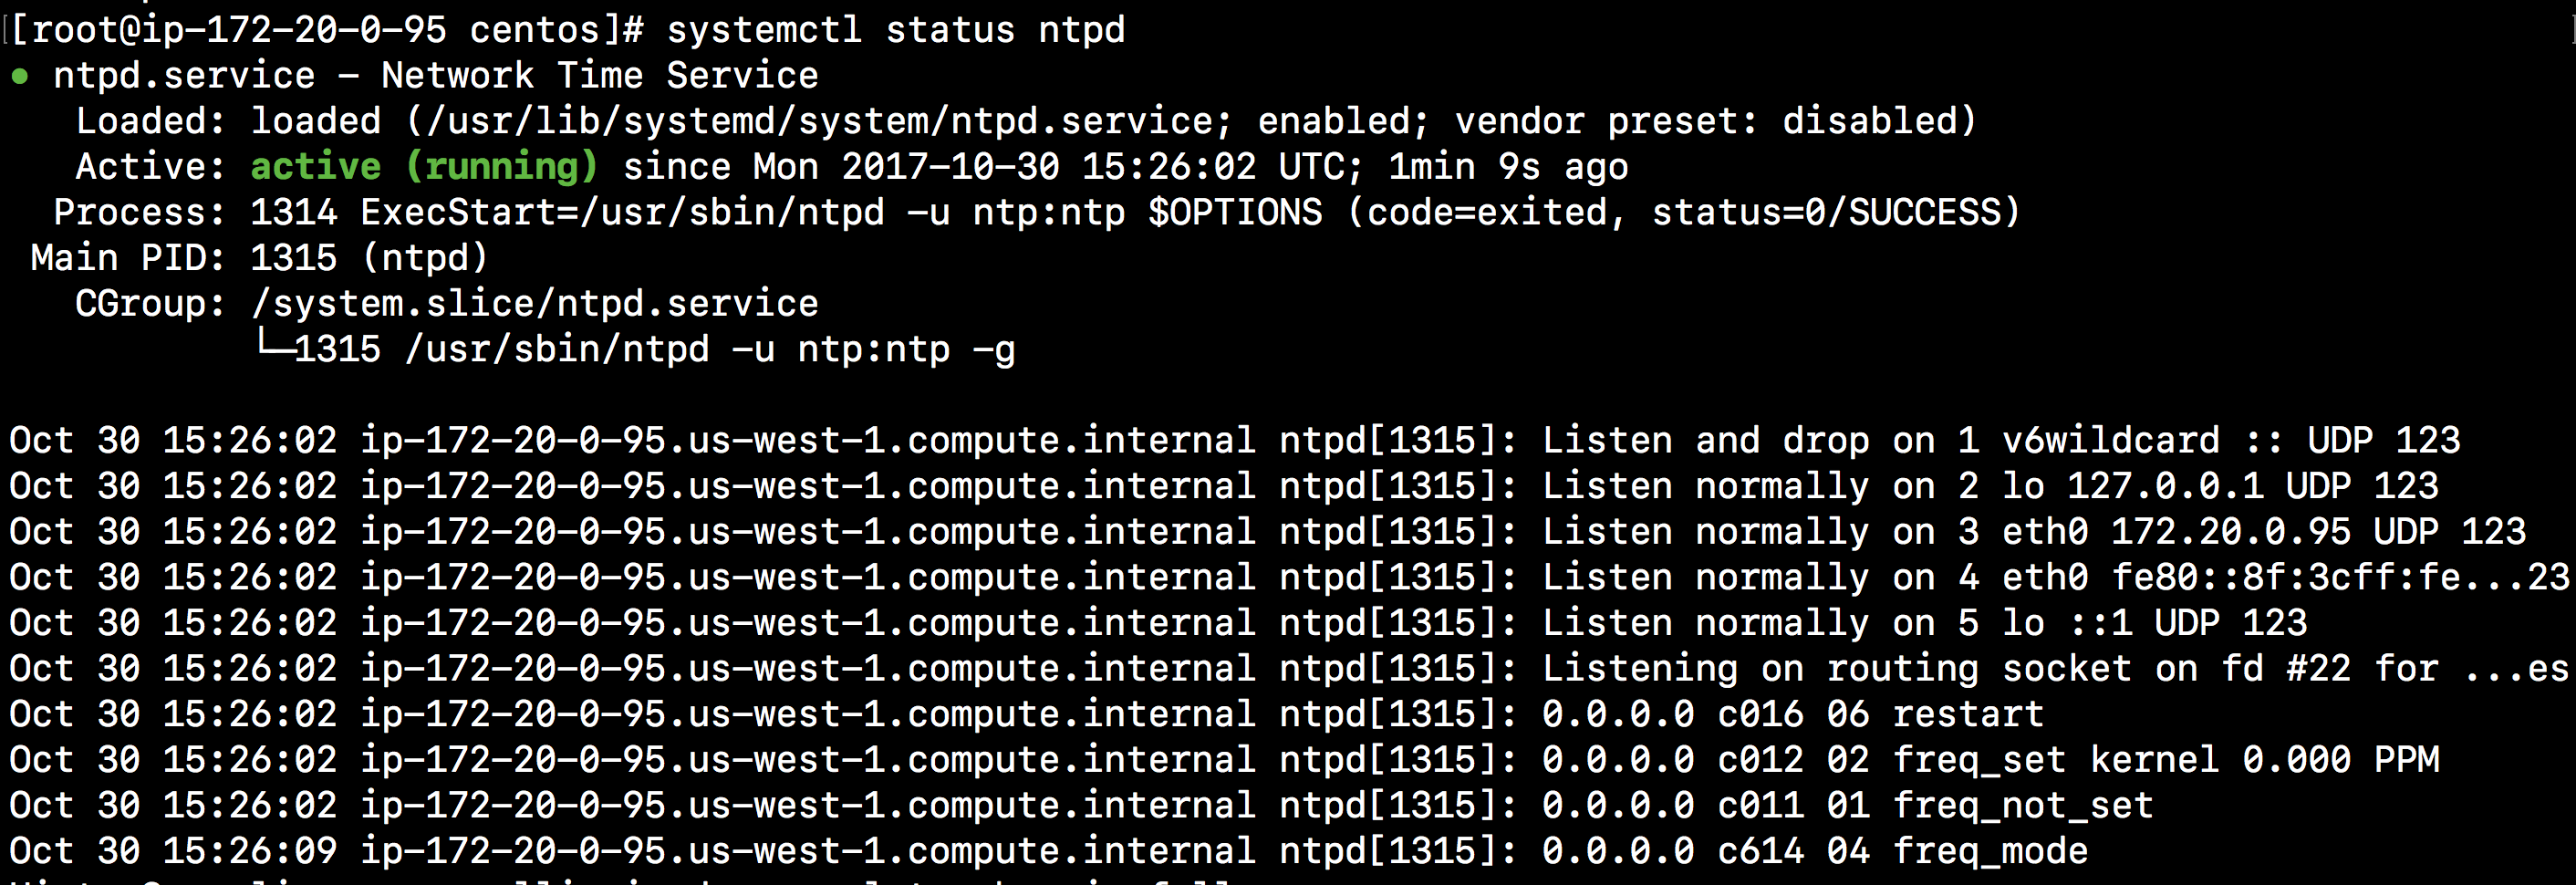 [root@ip-172-20-0-95 centos]# systemctl status ntpd
● ntpd.service - Network Time Service
Loaded: loaded (/usr/lib/systemd/system/ntpd.service; enabled; vendor preset: disabled)
Active: active (running) since Mon 2017-10-30 15:26:02 UTC; 1min 9s ago
Process: 1314 ExecStart=/usr/sbin/ntpd -u ntp:ntp $OPTIONS (code=exited, status=0/SUCCESS)
Main PID: 1315 (ntpd)
CGroup: /system.slice/ntpd.service
└─1315 /usr/sbin/ntpd -u ntp:ntp -g
Oct 30 15:26:02 ip-172-20-0-95.us-west-1.compute.internal ntpd[1315]: Listen and drop on 1 v6wildcard :: UDP 123
Oct 30 15:26:02 ip-172-20-0-95.us-west-1.compute.internal ntpd[1315]: Listen normally on 2 lo 127.0.0.1 UDP 123
Oct 30 15:26:02 ip-172-20-0-95.us-west-1.compute.internal ntpd[1315]: Listen normally on 3 eth0 172.20.0.95 UDP 123
Oct 30 15:26:02 ip-172-20-0-95.us-west-1.compute.internal ntpd[1315]: Listen normally on 4 eth0 fe80::8f:3cff:fe...23
Oct 30 15:26:02 ip-172-20-0-95.us-west-1.compute.internal ntpd[1315]: Listen normally on 5 lo ::1 UDP 123
Oct 30 15:26:02 ip-172-20-0-95.us-west-1.compute.internal ntpd[1315]: Listening on routing socket on fd #22 for ...es
Oct 30 15:26:02 ip-172-20-0-95.us-west-1.compute.internal ntpd[1315]: 0.0.0.0 c016 06 restart
Oct 30 15:26:02 ip-172-20-0-95.us-west-1.compute.internal ntpd[1315]: 0.0.0.0 c012 02 freq_set kernel 0.000 PPM
Oct 30 15:26:02 ip-172-20-0-95.us-west-1.compute.internal ntpd[1315]: 0.0.0.0 c011 01 freq_not_set
Oct 30 15:26:09 ip-172-20-0-95.us-west-1.compute.internal ntpd[1315]: 0.0.0.0 c614 04 freq_mode